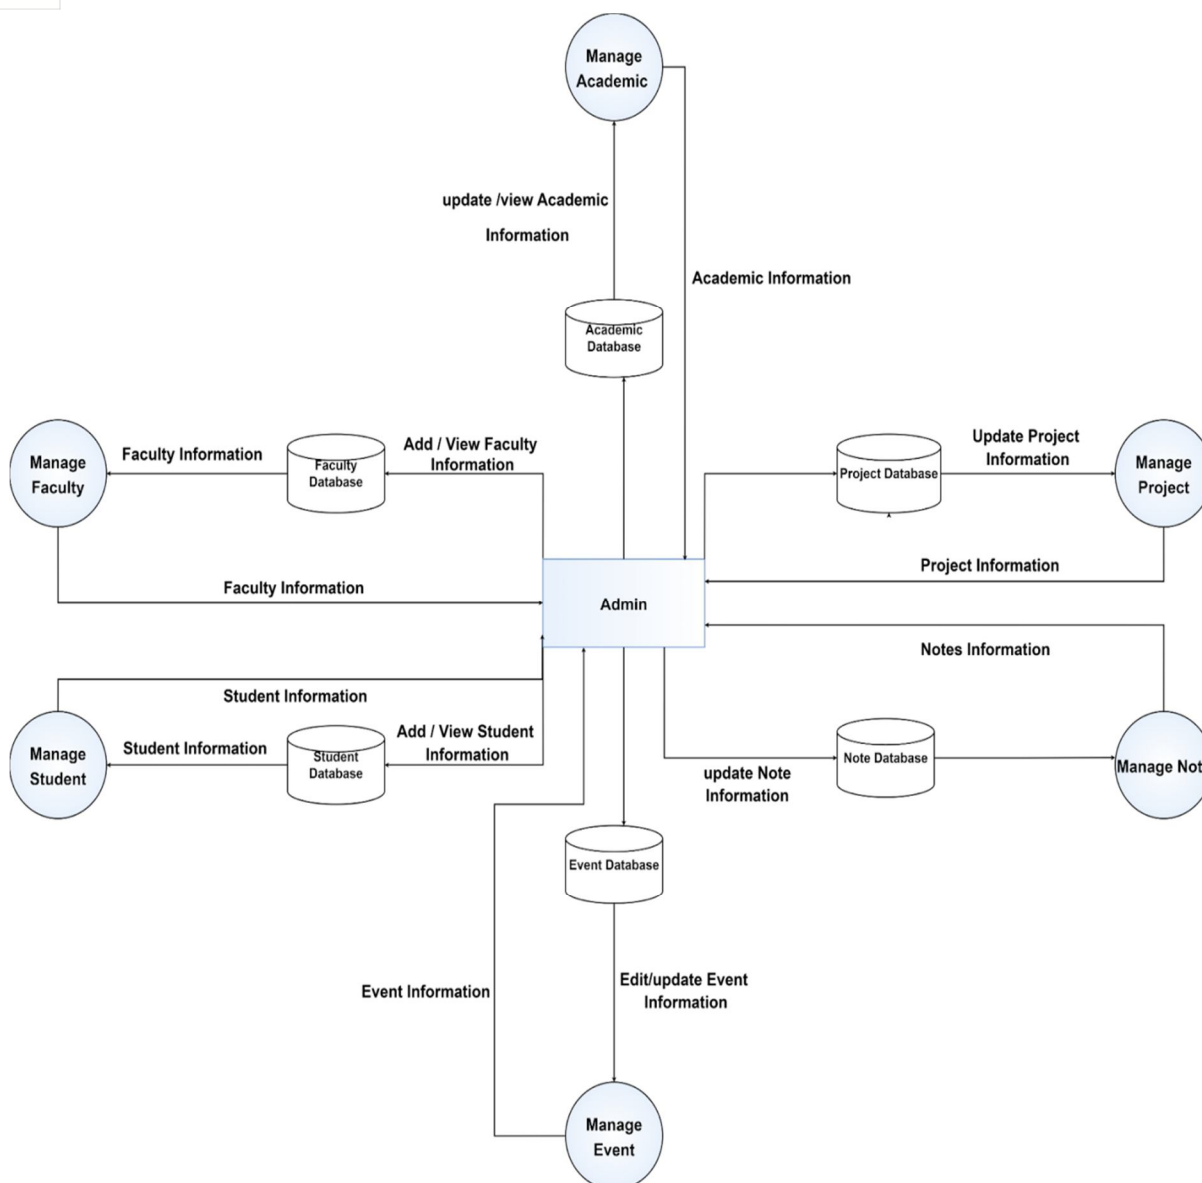 Manage
Academic
update /view Academic
Information
Academic Information
Academic
Database
Manage
Faculty
Faculty Information
Faculty
Database
Add / View Faculty
Information
Project Database
Update Project
Information
Manage
Project
Faculty Information
Admin
Project Information
Notes Information
Student Information
Manage
Student
Student Information
Student
Database
Add / View Student
Information
update Note
Information
Note Database
Manage Not
Event Database
Event Information
Edit/update Event
Information
Manage
Event